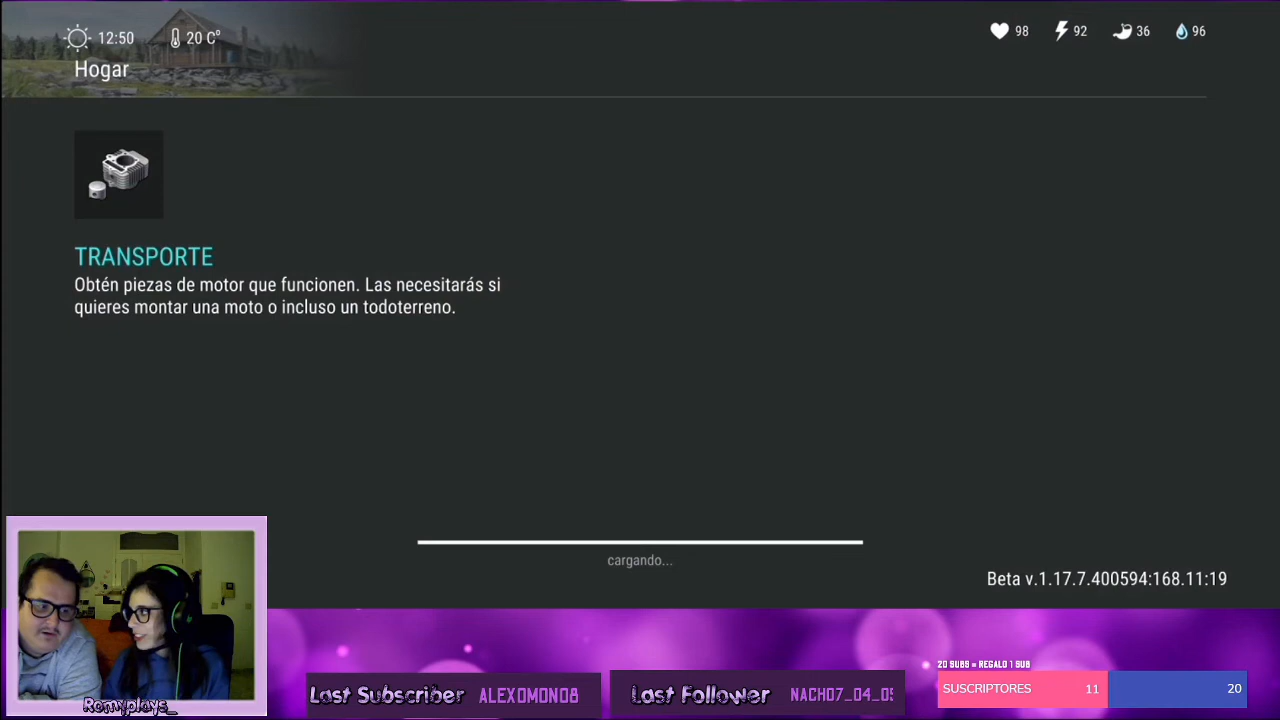 12:50
20 C°
98
92
36
96
Hogar
TRANSPORTE
Obtén piezas de motor que funcionen. Las necesitarás si
quieres montar una moto o incluso un todoterreno.
cargando...
Beta v.1.17.7.400594:168.11:19
Romyplays_
Last Subscriber ALEXOMON08
Last Follower NACHO7_04_05
20 SUBS = REGALO 1 SUB
SUSCRIPTORES 11 20